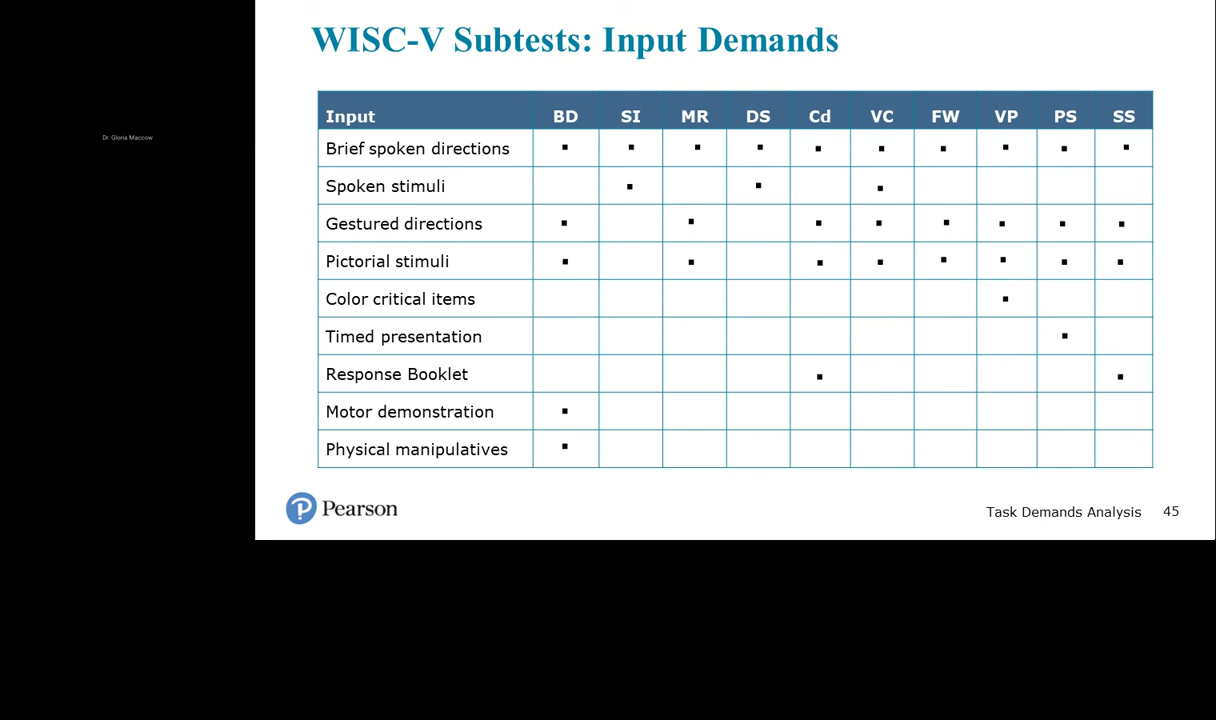 WISC-V Subtests: Input Demands
Dr. Gloria Maccow
Input BD SI MR DS Cd VC FW VP PS SS
Brief spoken directions ▪ ▪ ▪ ▪ ▪ ▪ ▪ ▪ ▪ ▪
Spoken stimuli ▪ ▪ ▪
Gestured directions ▪ ▪ ▪ ▪ ▪ ▪ ▪ ▪
Pictorial stimuli ▪ ▪ ▪ ▪ ▪ ▪ ▪ ▪
Color critical items ▪
Timed presentation ▪
Response Booklet ▪ ▪
Motor demonstration ▪
Physical manipulatives ▪
Pearson
Task Demands Analysis 45